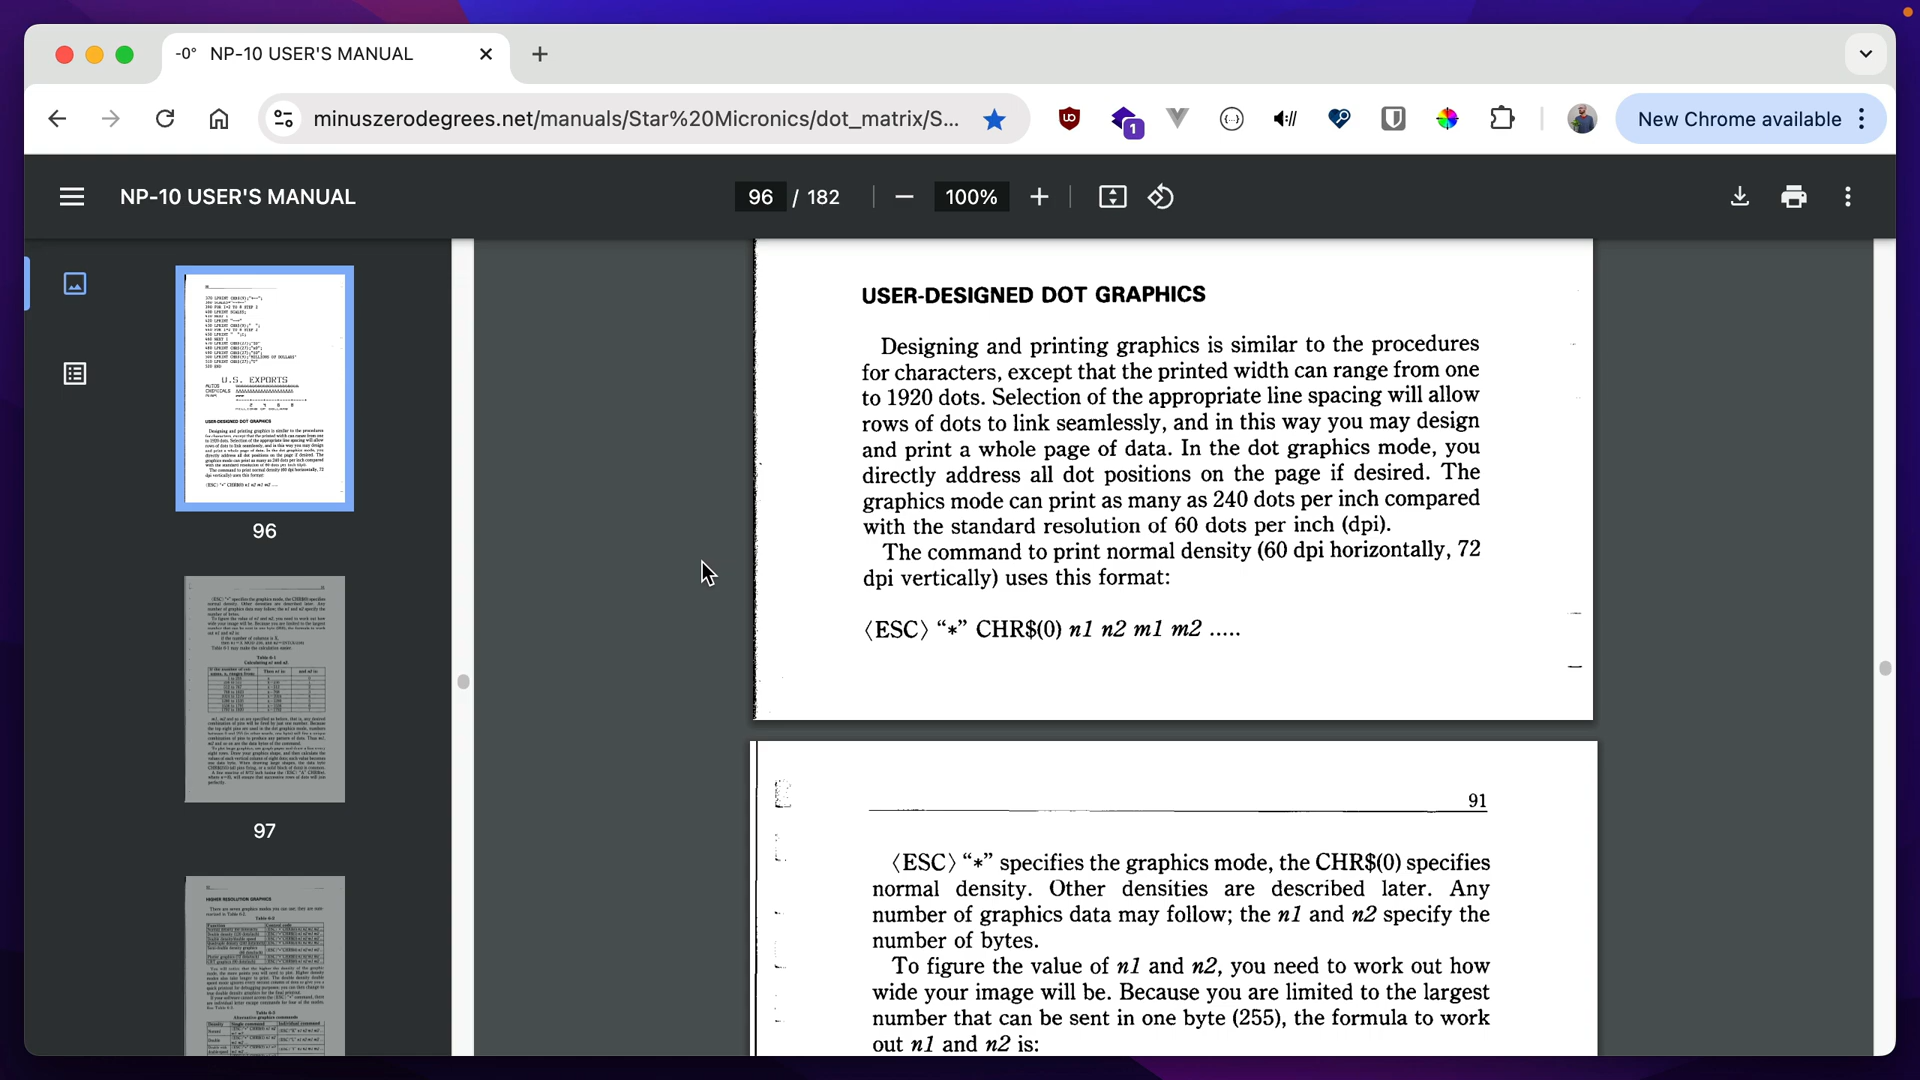 -0° NP-10 USER'S MANUAL
minuszerodegrees.net/manuals/Star%20Micronics/dot_matrix/S...
1
New Chrome available
NP-10 USER'S MANUAL
96 / 182
100%
U.S. EXPORTS
USER-DESIGNED DOT GRAPHICS
96
97
HIGHER RESOLUTION GRAPHICS
USER-DESIGNED DOT GRAPHICS
Designing and printing graphics is similar to the procedures
for characters, except that the printed width can range from one
to 1920 dots. Selection of the appropriate line spacing will allow
rows of dots to link seamlessly, and in this way you may design
and print a whole page of data. In the dot graphics mode, you
directly address all dot positions on the page if desired. The
graphics mode can print as many as 240 dots per inch compared
with the standard resolution of 60 dots per inch (dpi).
The command to print normal density (60 dpi horizontally, 72
dpi vertically) uses this format:
⟨ESC⟩ “*” CHR$(0) n1 n2 m1 m2 .....
91
⟨ESC⟩ “*” specifies the graphics mode, the CHR$(0) specifies
normal density. Other densities are described later. Any
number of graphics data may follow; the n1 and n2 specify the
number of bytes.
To figure the value of n1 and n2, you need to work out how
wide your image will be. Because you are limited to the largest
number that can be sent in one byte (255), the formula to work
out n1 and n2 is: